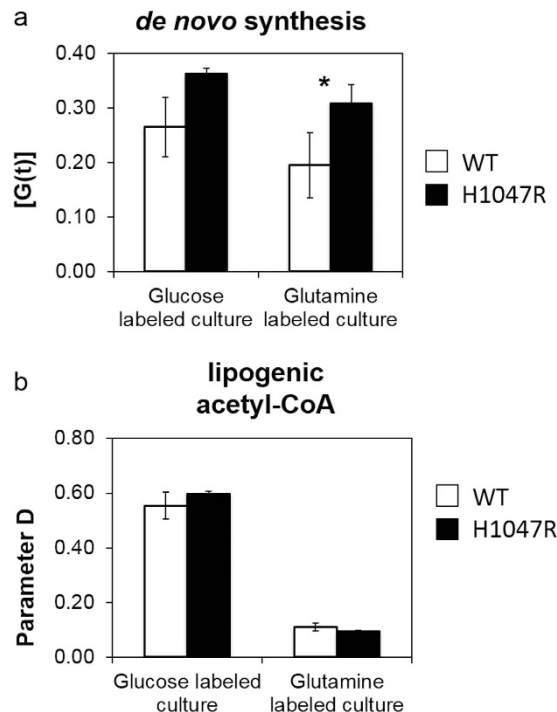 a
de novo synthesis
0.40
0.30
0.20
0.10
0.00
[G(t)]
*
WT
H1047R
Glucose
labeled culture
Glutamine
labeled culture
b
lipogenic
acetyl-CoA
0.80
0.60
0.40
0.20
0.00
Parameter D
WT
H1047R
Glucose labeled
culture
Glutamine
labeled culture